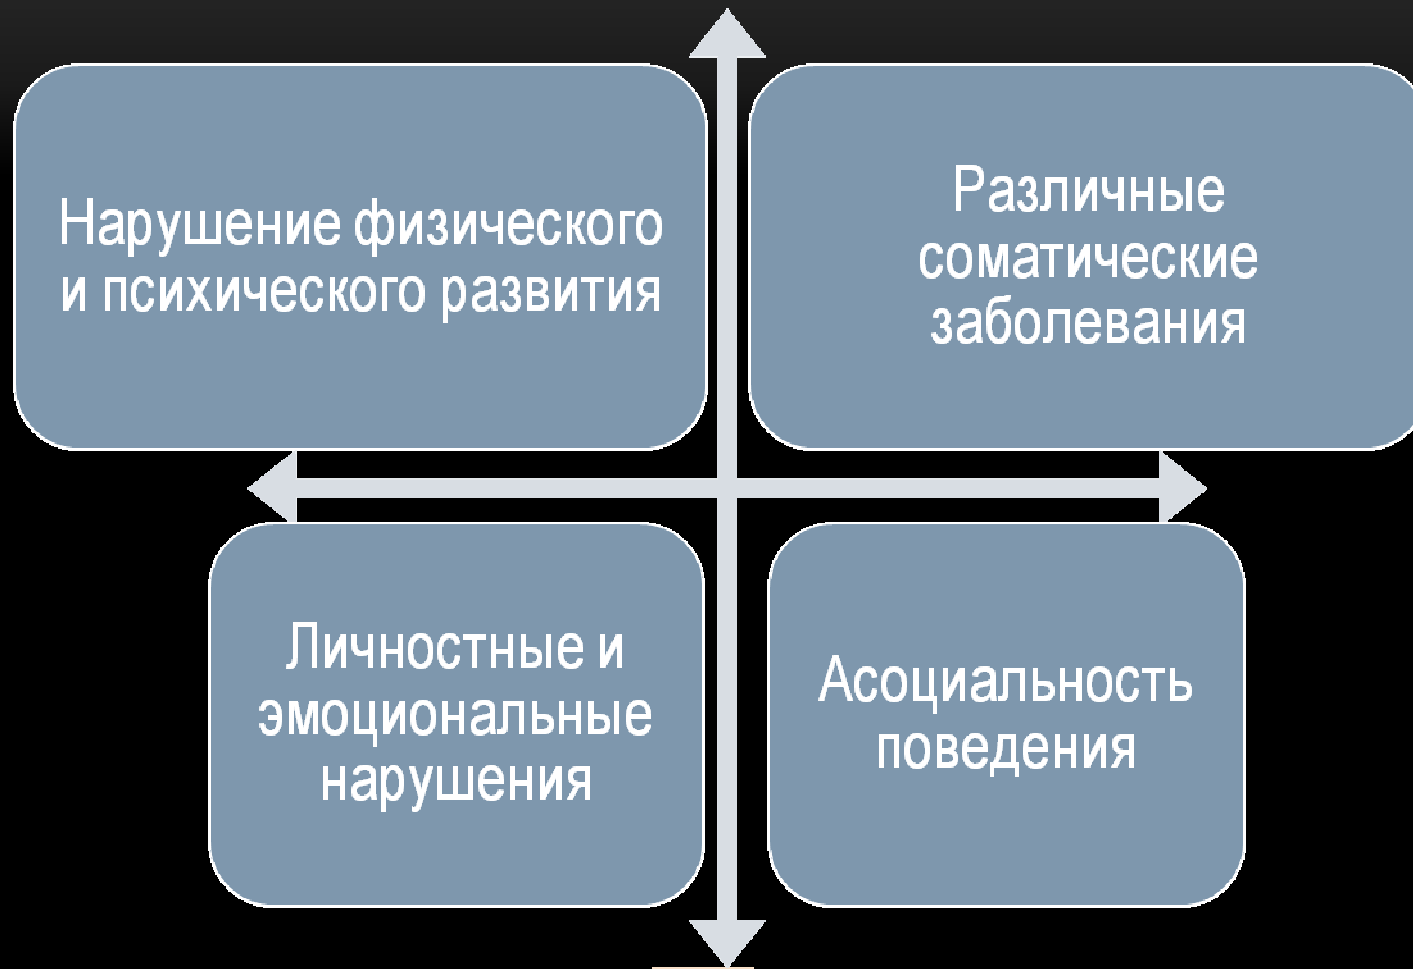 Нарушение физического
и психического развития
Различные
соматические
заболевания
Личностные и
эмоциональные
нарушения
Асоциальность
поведения